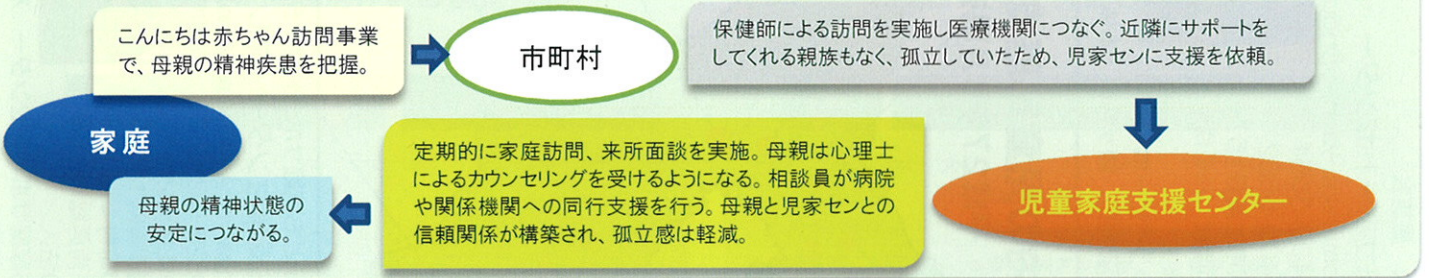 こんにちは赤ちゃん訪問事業
で、母親の精神疾患を把握。
市町村
保健師による訪問を実施し医療機関につなぐ。近隣にサポートを
してくれる親族もなく、孤立していたため、児家センに支援を依頼。
家庭
定期的に家庭訪問、来所面談を実施。母親は心理士
によるカウンセリングを受けるようになる。相談員が病院
や関係機関への同行支援を行う。母親と児家センとの
信頼関係が構築され、孤立感は軽減。
児童家庭支援センター
母親の精神状態の
安定につながる。